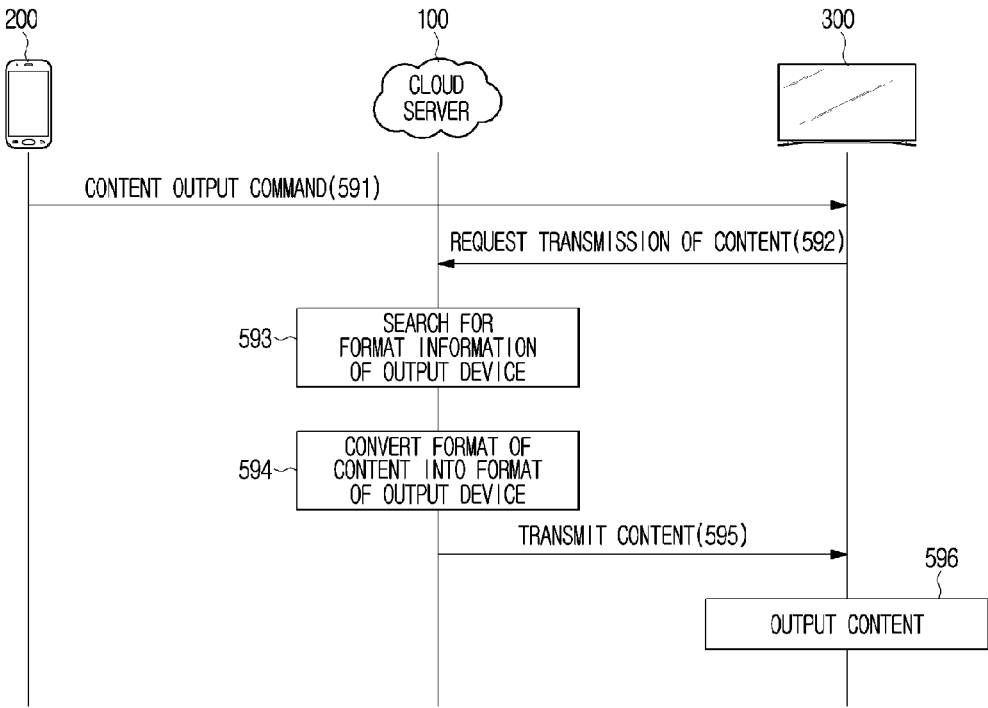 200
100
300
CLOUD
SERVER
CONTENT OUTPUT COMMAND(591)
REQUEST TRANSMISSION OF CONTENT(592)
593
SEARCH FOR
FORMAT INFORMATION
OF OUTPUT DEVICE
594
CONVERT FORMAT OF
CONTENT INTO FORMAT
OF OUTPUT DEVICE
TRANSMIT CONTENT(595)
596
OUTPUT CONTENT